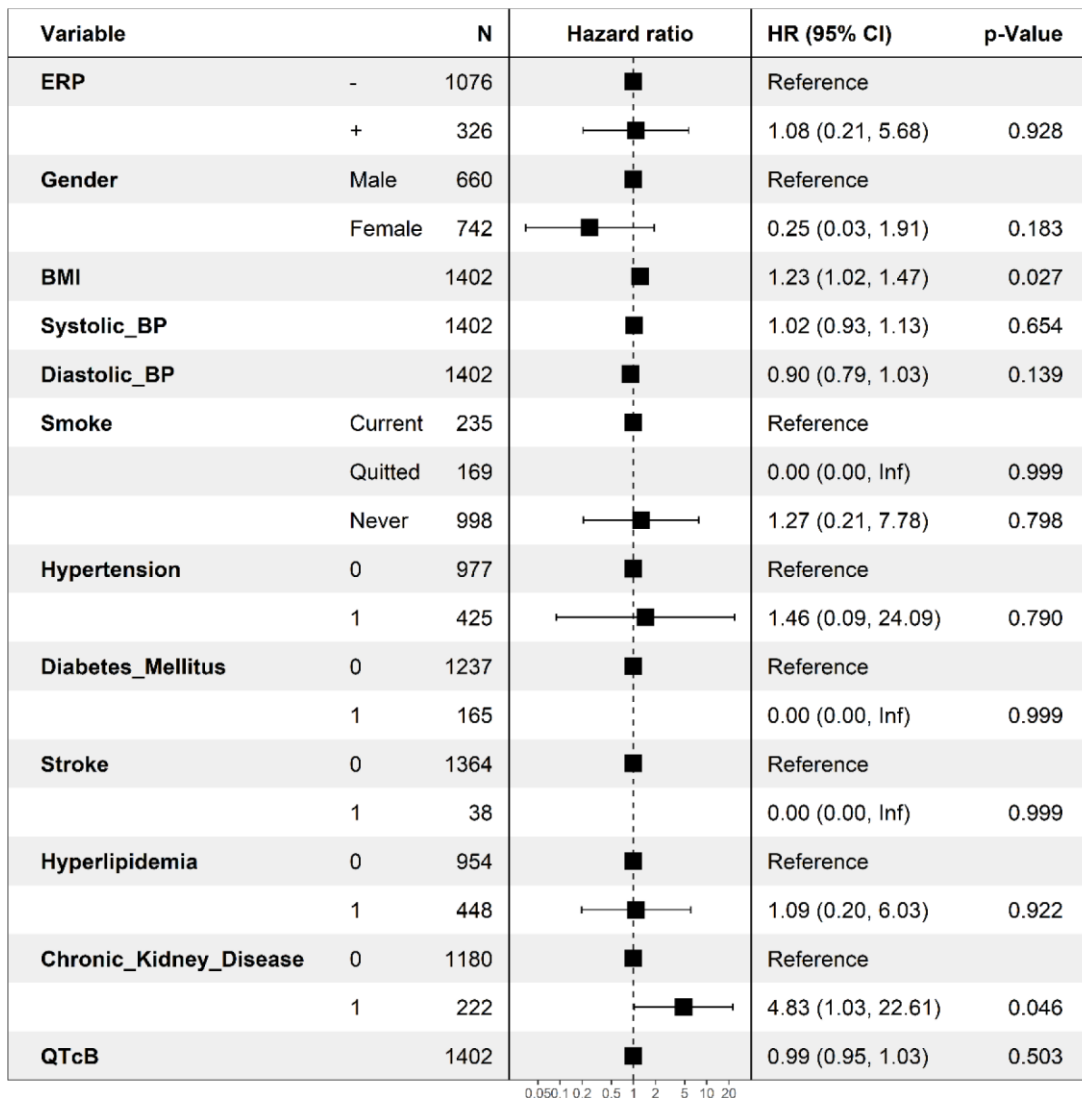 Variable N Hazard ratio HR (95% CI) p-Value
ERP - 1076 Reference
+ 326 1.08 (0.21, 5.68) 0.928
Gender Male 660 Reference
Female 742 0.25 (0.03, 1.91) 0.183
BMI 1402 1.23 (1.02, 1.47) 0.027
Systolic_BP 1402 1.02 (0.93, 1.13) 0.654
Diastolic_BP 1402 0.90 (0.79, 1.03) 0.139
Smoke Current 235 Reference
Quitted 169 0.00 (0.00, Inf) 0.999
Never 998 1.27 (0.21, 7.78) 0.798
Hypertension 0 977 Reference
1 425 1.46 (0.09, 24.09) 0.790
Diabetes_Mellitus 0 1237 Reference
1 165 0.00 (0.00, Inf) 0.999
Stroke 0 1364 Reference
1 38 0.00 (0.00, Inf) 0.999
Hyperlipidemia 0 954 Reference
1 448 1.09 (0.20, 6.03) 0.922
Chronic_Kidney_Disease 0 1180 Reference
1 222 4.83 (1.03, 22.61) 0.046
QTcB 1402 0.99 (0.95, 1.03) 0.503
0.05 0.1 0.2 0.5 1 2 5 10 20